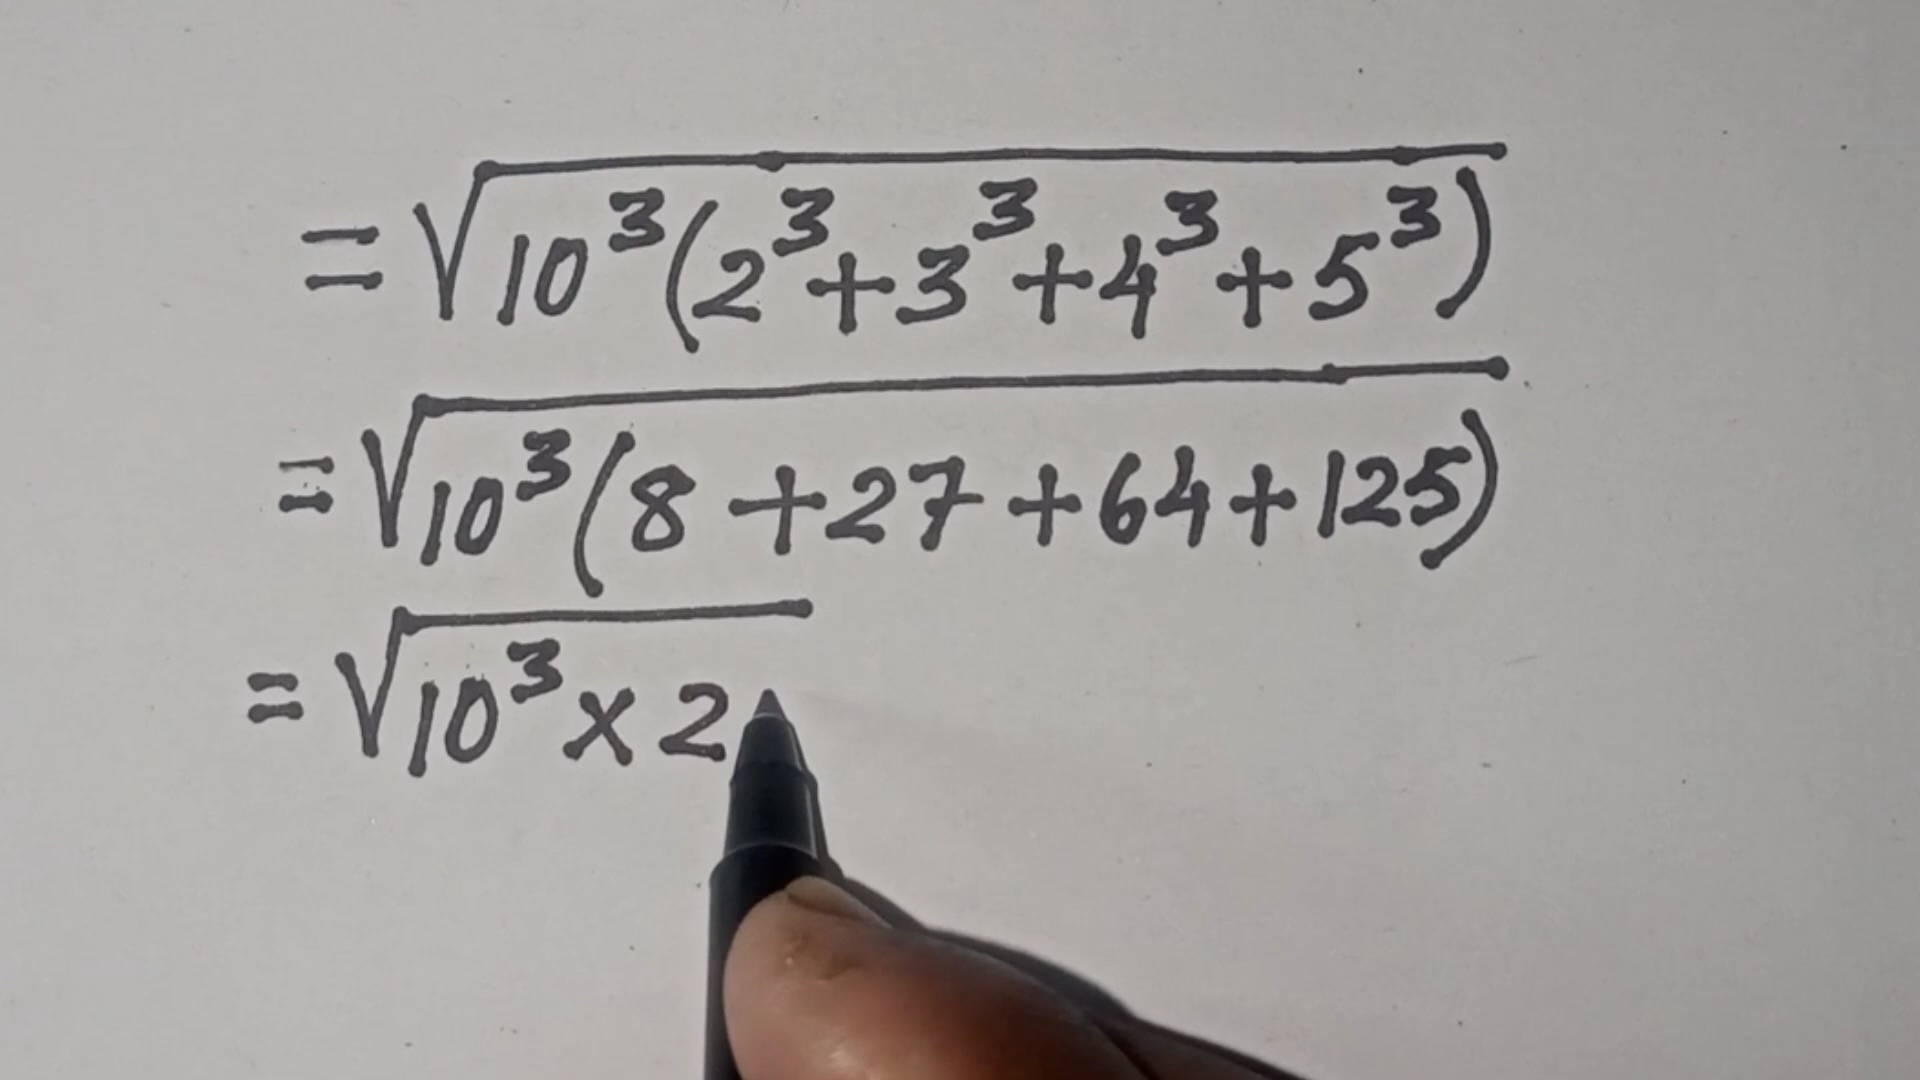 = √10³(2³+3³+4³+5³)
= √10³(8+27+64+125)
= √10³×2